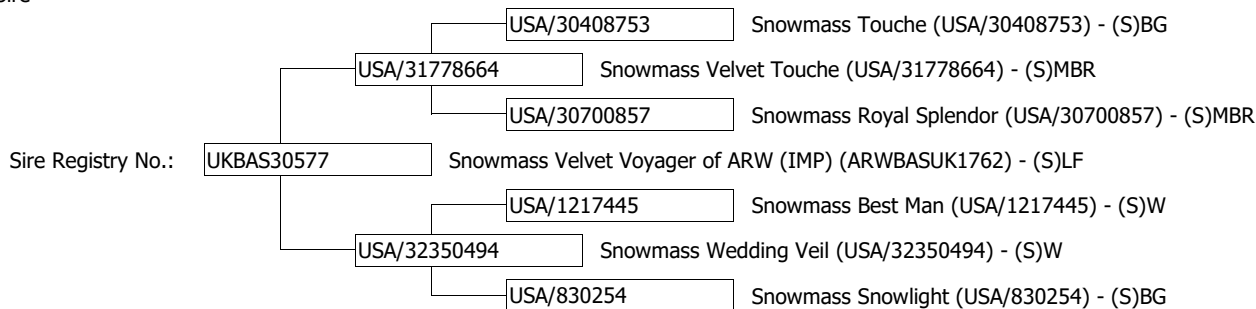 Sire
USA/30408753 Snowmass Touche (USA/30408753) - (S)BG
USA/31778664 Snowmass Velvet Touche (USA/31778664) - (S)MBR
USA/30700857 Snowmass Royal Splendor (USA/30700857) - (S)MBR
Sire Registry No.: UKBAS30577 Snowmass Velvet Voyager of ARW (IMP) (ARWBASUK1762) - (S)LF
USA/1217445 Snowmass Best Man (USA/1217445) - (S)W
USA/32350494 Snowmass Wedding Veil (USA/32350494) - (S)W
USA/830254 Snowmass Snowlight (USA/830254) - (S)BG